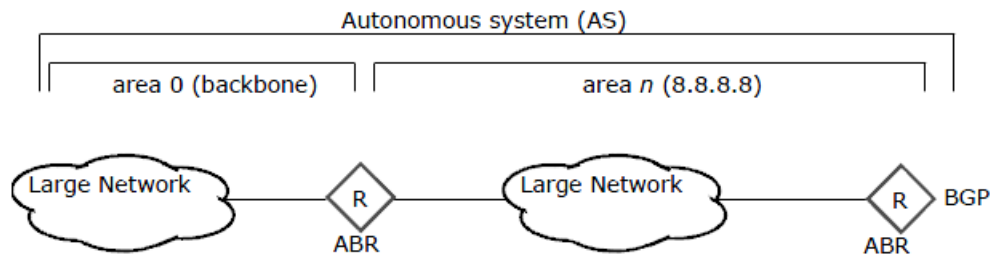 Autonomous system (AS)
area 0 (backbone)
area n (8.8.8.8)
Large Network
R
ABR
Large Network
R
ABR
BGP